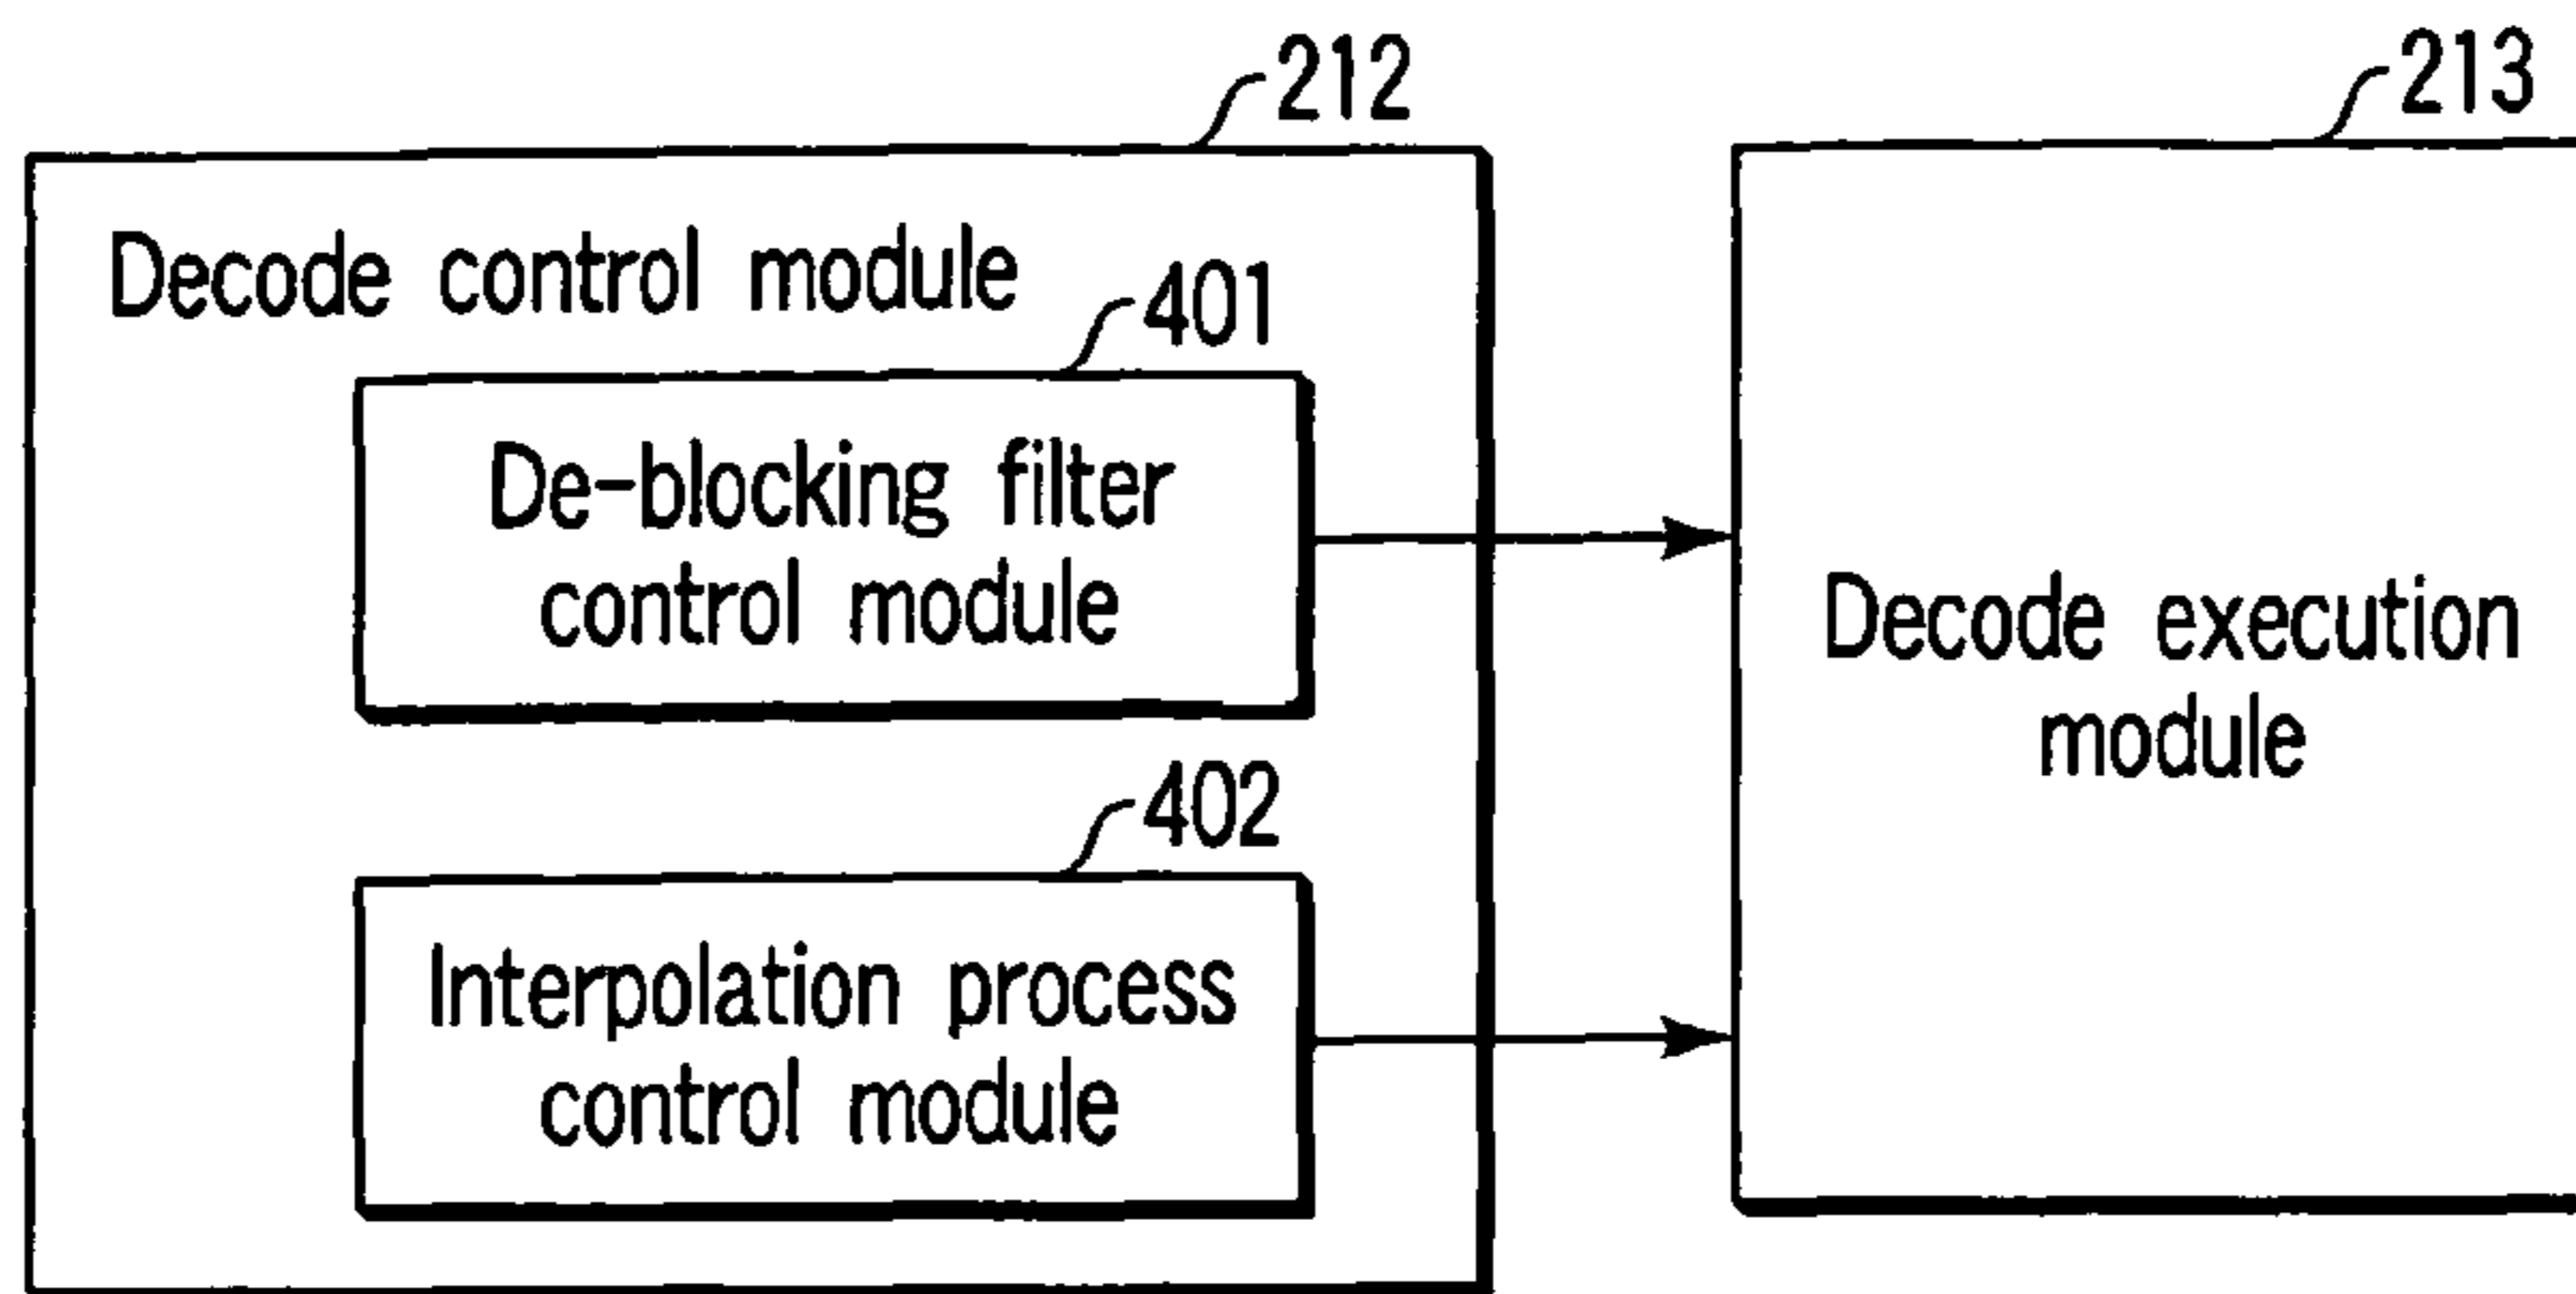 212
213
Decode control module
401
De-blocking filter
control module
402
Interpolation process
control module
Decode execution
module